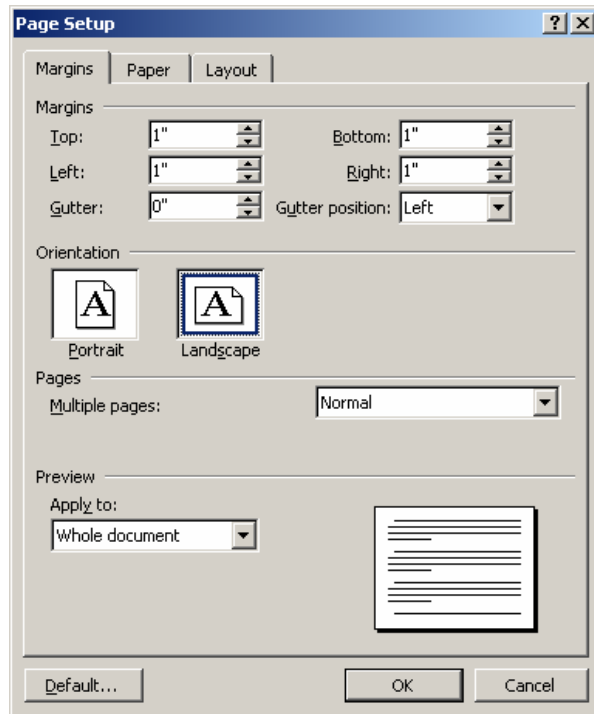 Page Setup
Margins Paper Layout
Margins
Top: 1" Bottom: 1"
Left: 1" Right: 1"
Gutter: 0" Gutter position: Left
Orientation
A A
Portrait Landscape
Pages
Multiple pages: Normal
Preview
Apply to:
Whole document
Default... OK Cancel